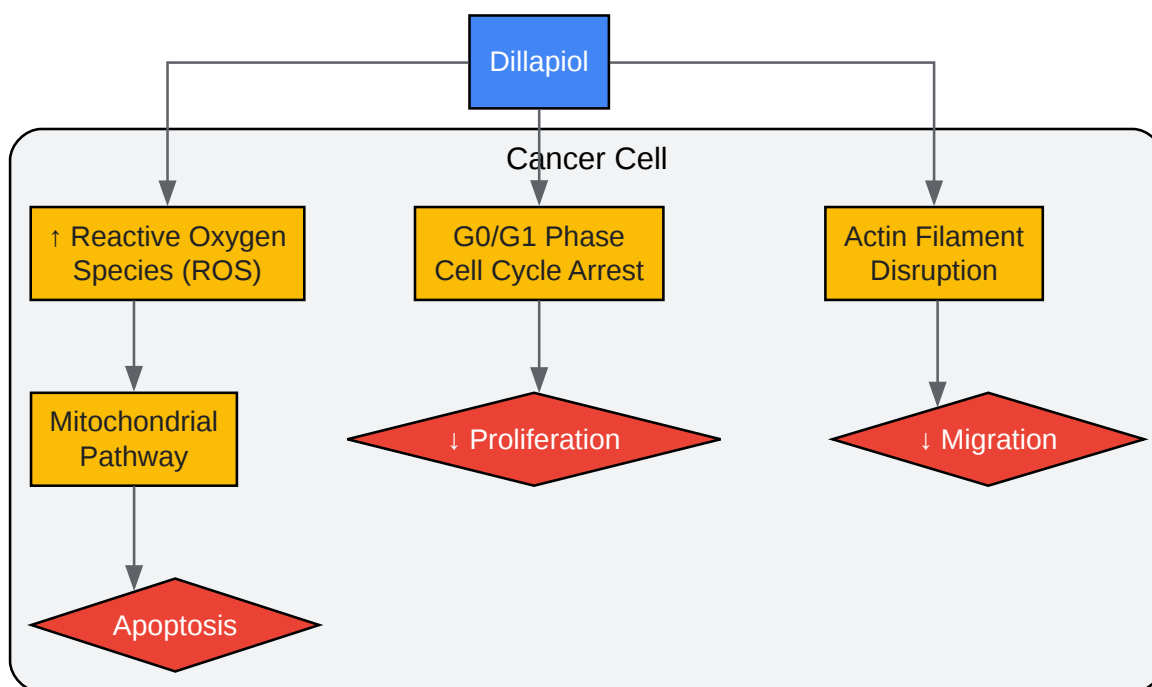 Dillapiol
Cancer Cell
↑ Reactive Oxygen
Species (ROS)
G0/G1 Phase
Cell Cycle Arrest
Actin Filament
Disruption
Mitochondrial
Pathway
↓ Proliferation
↓ Migration
Apoptosis